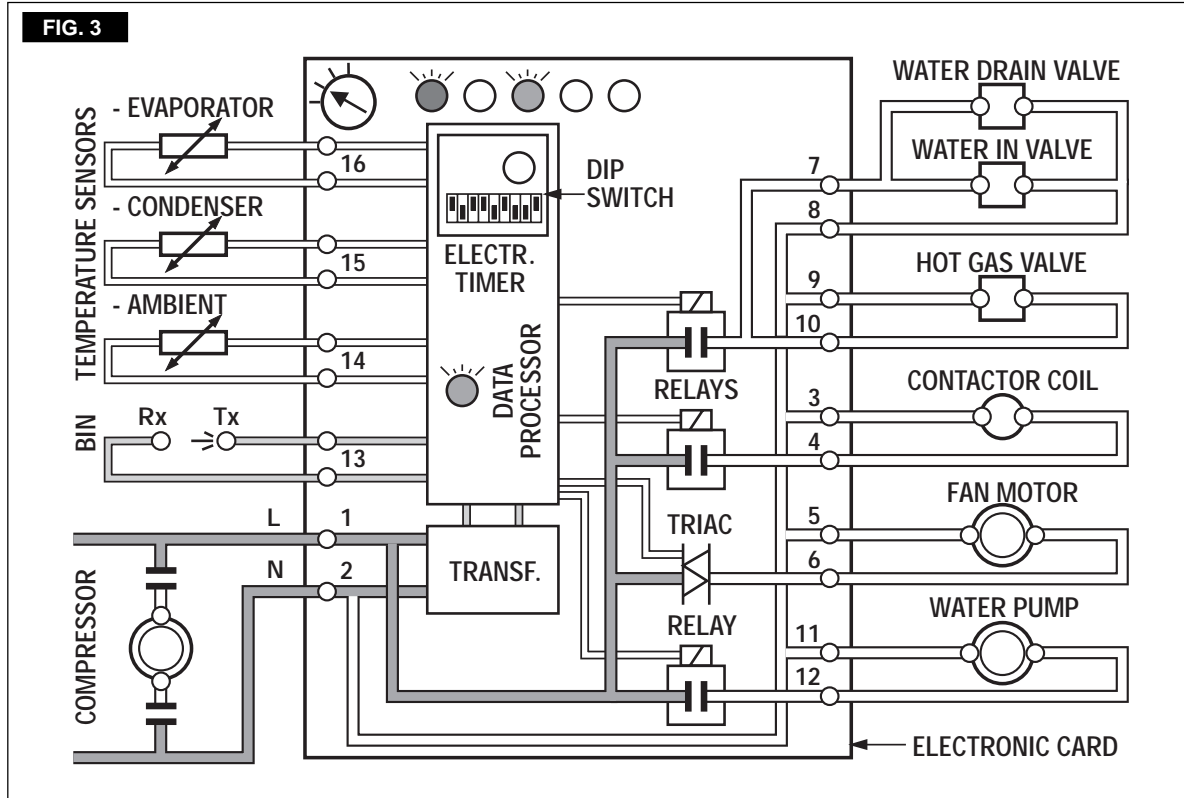 FIG. 3
TEMPERATURE SENSORS
- EVAPORATOR
16
- CONDENSER
15
- AMBIENT
14
BIN
Rx
Tx
13
L
1
N
2
COMPRESSOR
DIP
SWITCH
ELECTR.
TIMER
DATA
PROCESSOR
TRANSF.
RELAYS
TRIAC
RELAY
WATER DRAIN VALVE
WATER IN VALVE
7
8
HOT GAS VALVE
9
10
CONTACTOR COIL
3
4
FAN MOTOR
5
6
WATER PUMP
11
12
ELECTRONIC CARD